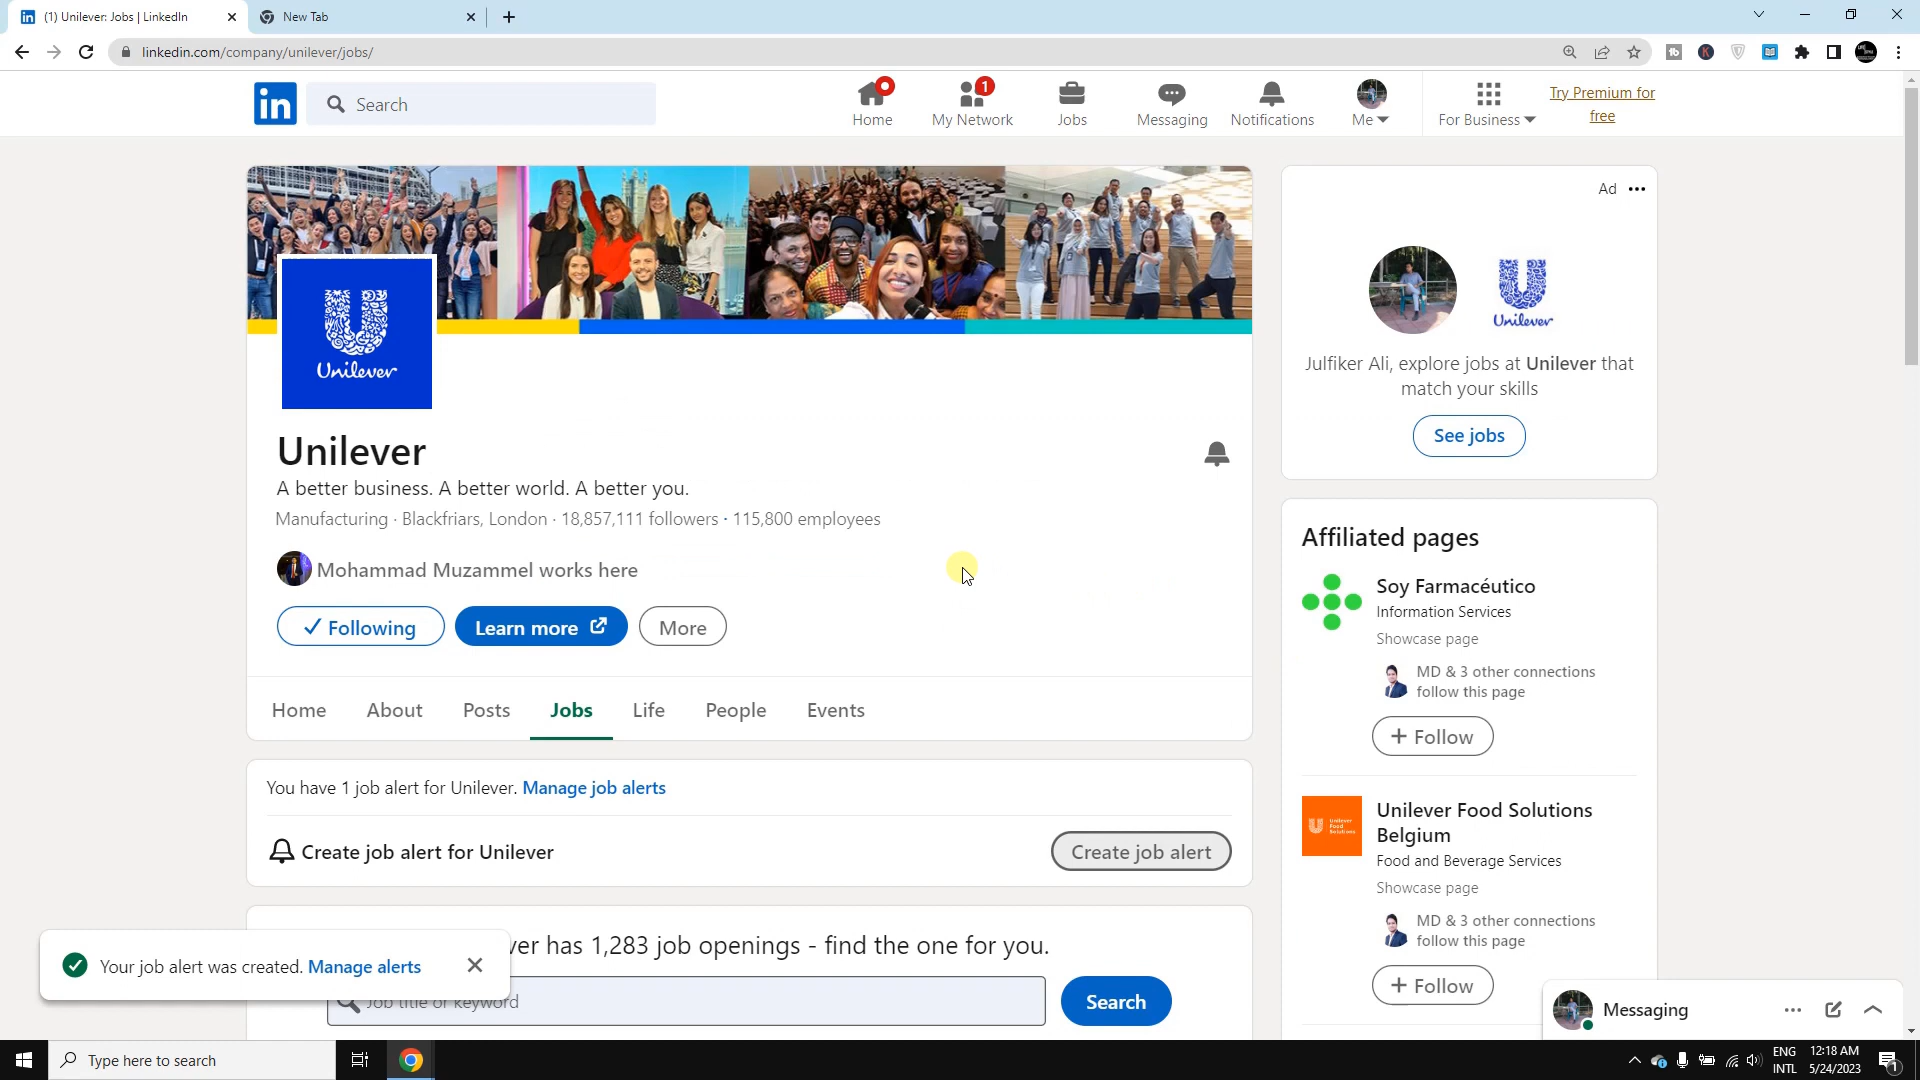 (1) Unilever: Jobs | LinkedIn
New Tab
linkedin.com/company/unilever/jobs/
in
Search
Home
1
My Network
Jobs
Messaging
Notifications
Me
For Business
Try Premium for
free
Unilever
Unilever
A better business. A better world. A better you.
Manufacturing · Blackfriars, London · 18,857,111 followers · 115,800 employees
Mohammad Muzammel works here
Following
Learn more
More
Home
About
Posts
Jobs
Life
People
Events
You have 1 job alert for Unilever. Manage job alerts
Create job alert for Unilever
Create job alert
ver has 1,283 job openings - find the one for you.
Job title or keyword
Search
Your job alert was created. Manage alerts
Ad
Unilever
Julfiker Ali, explore jobs at Unilever that
match your skills
See jobs
Affiliated pages
Soy Farmacéutico
Information Services
Showcase page
MD & 3 other connections
follow this page
+ Follow
Unilever Food Solutions
Belgium
Food and Beverage Services
Showcase page
MD & 3 other connections
follow this page
+ Follow
Messaging
Type here to search
ENG
INTL
12:18 AM
5/24/2023
1